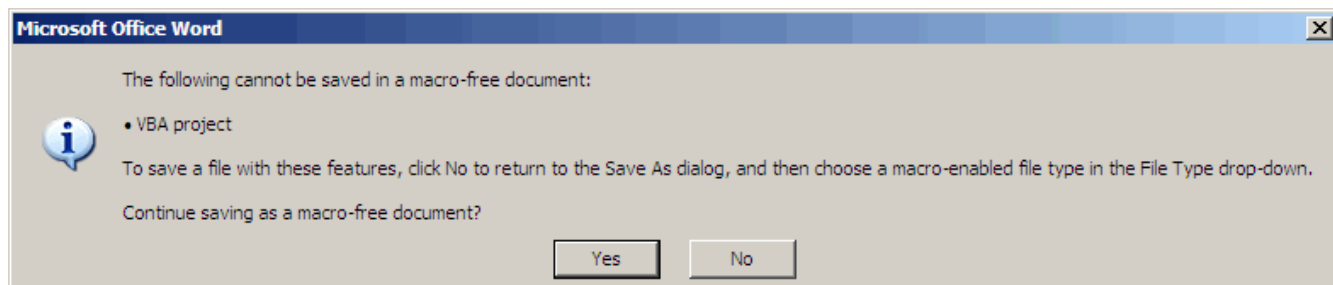 Microsoft Office Word
The following cannot be saved in a macro-free document:
• VBA project
To save a file with these features, click No to return to the Save As dialog, and then choose a macro-enabled file type in the File Type drop-down.
Continue saving as a macro-free document?
Yes No